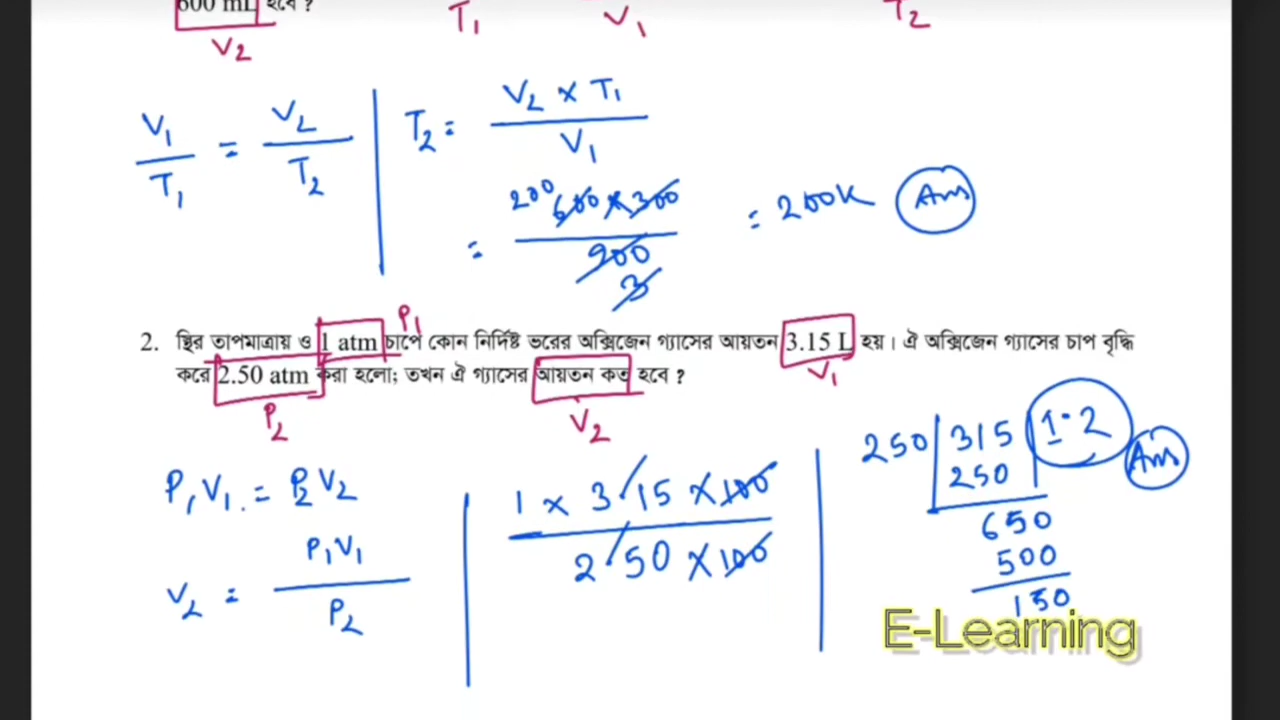 600 mL হবে ?
T₁ V₁ T₂
V₂
V₁/T₁ = V₂/T₂
T₂ = V₂ × T₁ / V₁
= 200 600 × 300 / 900 3 = 200K Ans
P₁
2. স্থির তাপমাত্রায় ও 1 atm চাপে কোন নির্দিষ্ট ভরের অক্সিজেন গ্যাসের আয়তন 3.15 L হয়। ঐ অক্সিজেন গ্যাসের চাপ বৃদ্ধি
করে 2.50 atm করা হলো; তখন ঐ গ্যাসের আয়তন কত হবে ?
P₂ V₂ V₁
P₁V₁ = P₂V₂
V₂ = P₁V₁ / P₂
1 × 3/15 × 100
2/50 × 100
250 | 315 | 1.2 Ans
250
650
500
150
E-Learning